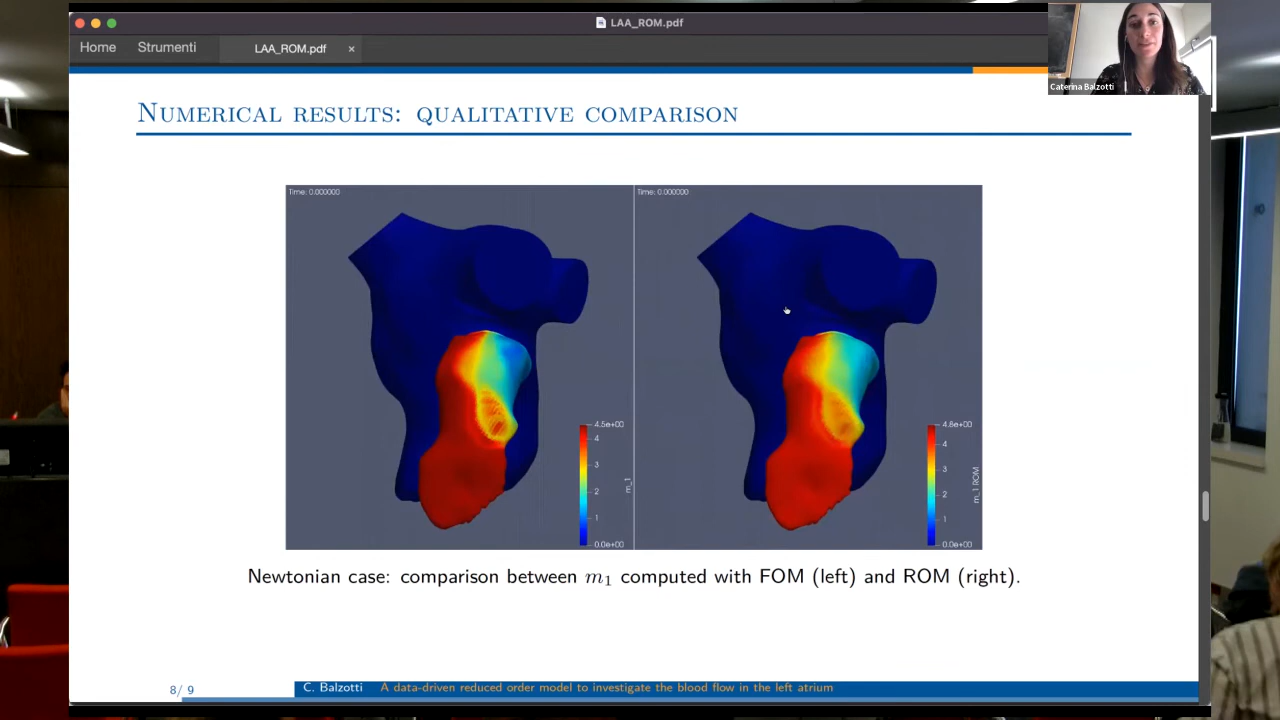 LAA_ROM.pdf
Home Strumenti LAA_ROM.pdf ×
Caterina Balzotti
Numerical results: qualitative comparison
Time: 0.000000 Time: 0.000000
4.5e+00 4.8e+00
4 4
3 3
2 2
1 1
0.0e+00 0.0e+00
m_1 m_1 ROM
Newtonian case: comparison between m₁ computed with FOM (left) and ROM (right).
8/ 9 C. Balzotti A data-driven reduced order model to investigate the blood flow in the left atrium